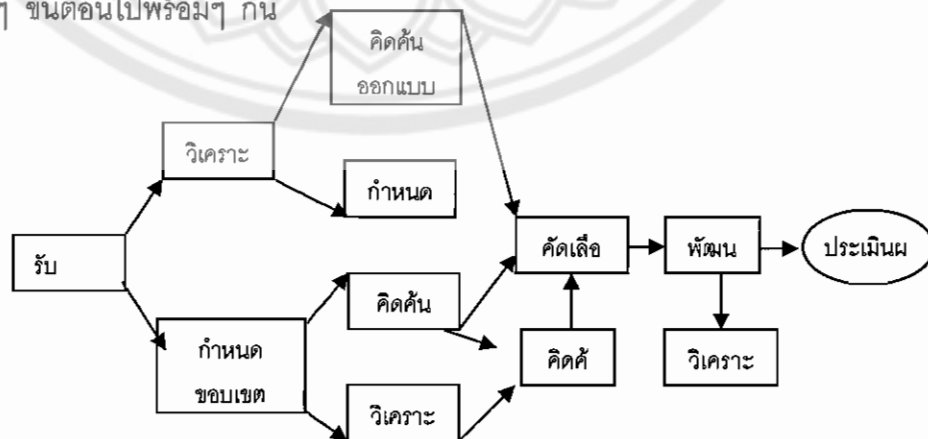 ๆ ขั้นตอนไปพร้อมๆ กัน
คิดค้น
ออกแบบ
วิเคราะ
กำหนด
รับ
คัดเลือ
พัฒน
ประเมินผ
คิดค้น
กำหนด
ขอบเขต
คิดค้
วิเคราะ
วิเคราะ